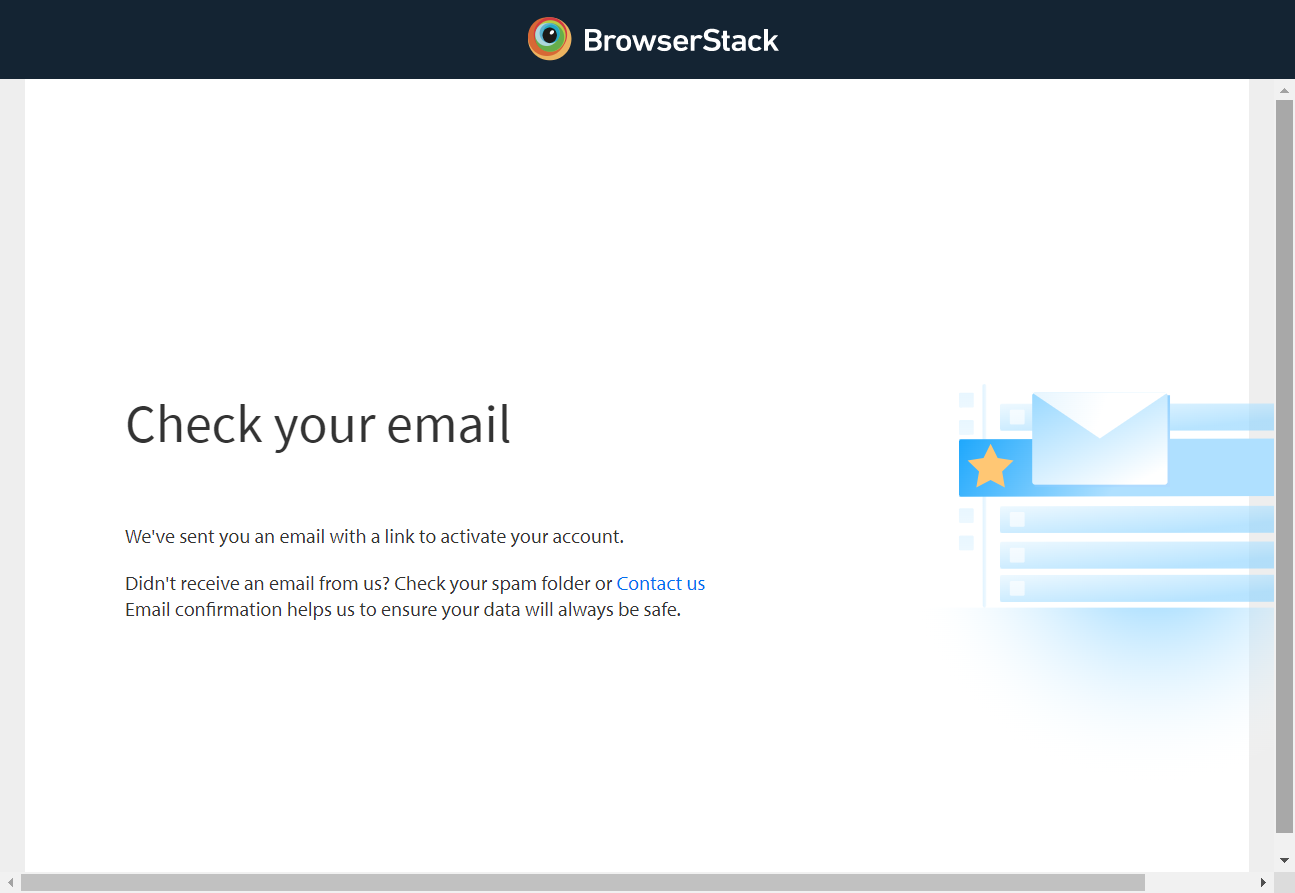 BrowserStack
Check your email
We've sent you an email with a link to activate your account.
Didn't receive an email from us? Check your spam folder or Contact us
Email confirmation helps us to ensure your data will always be safe.